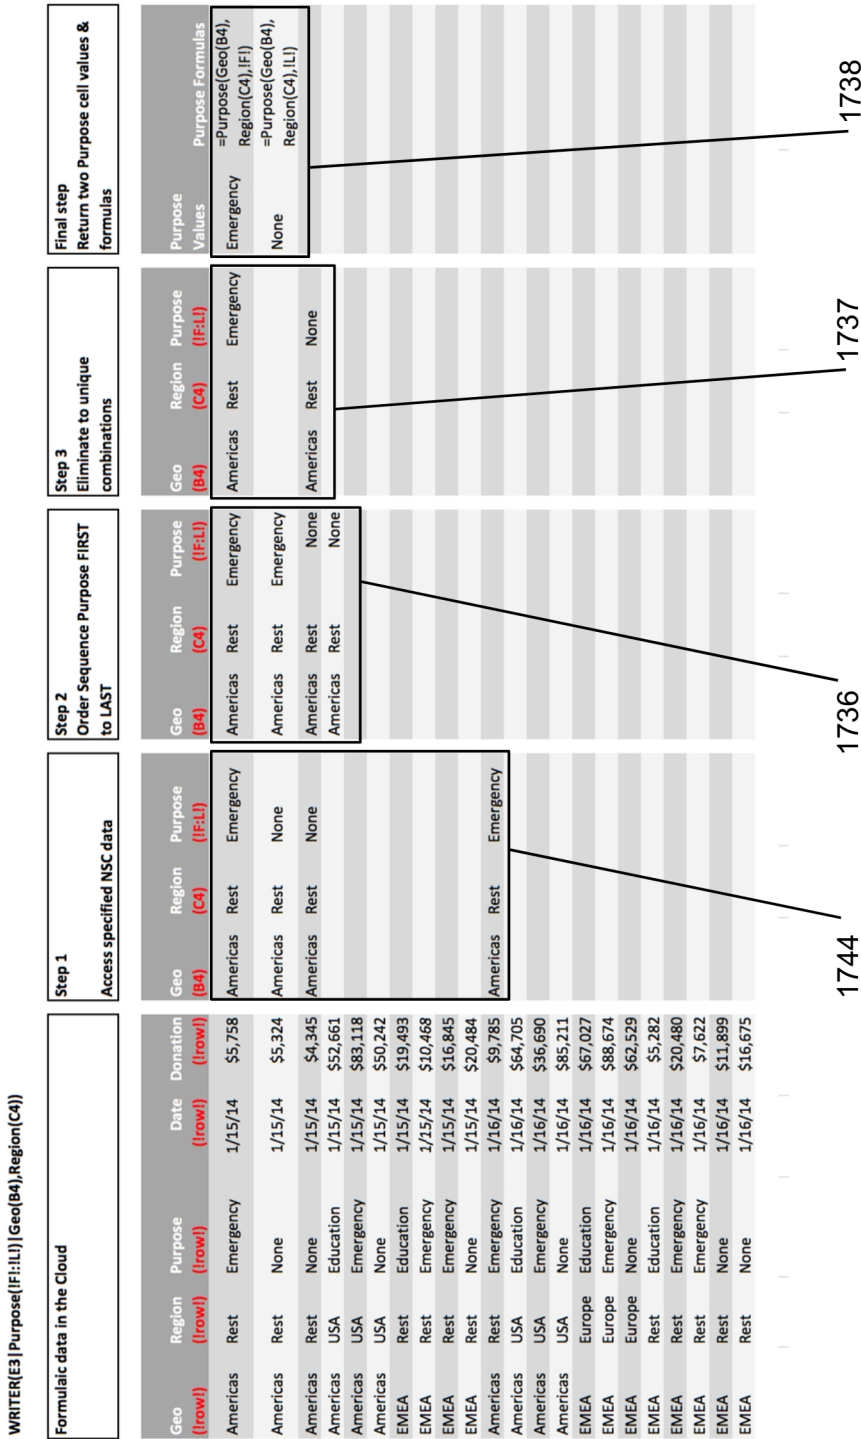 WRITER(E3|Purpose(!F!:!L!)|Geo(B4),Region(C4))
Formulaic data in the Cloud
Geo Region Purpose Date Donation
(!row!) (!row!) (!row!) (!row!) (!row!)
Americas Rest Emergency 1/15/14 $5,758
Americas Rest None 1/15/14 $5,324
Americas Rest None 1/15/14 $4,345
Americas USA Education 1/15/14 $52,661
Americas USA Emergency 1/15/14 $83,118
Americas USA None 1/15/14 $50,242
EMEA Rest Education 1/15/14 $19,493
EMEA Rest Emergency 1/15/14 $10,468
EMEA Rest Emergency 1/15/14 $16,845
EMEA Rest None 1/15/14 $20,484
Americas Rest Emergency 1/16/14 $9,785
Americas USA Education 1/16/14 $64,705
Americas USA Emergency 1/16/14 $36,690
Americas USA None 1/16/14 $85,211
EMEA Europe Education 1/16/14 $67,027
EMEA Europe Emergency 1/16/14 $88,674
EMEA Europe None 1/16/14 $62,529
EMEA Rest Education 1/16/14 $5,282
EMEA Rest Emergency 1/16/14 $20,480
EMEA Rest Emergency 1/16/14 $7,622
EMEA Rest None 1/16/14 $11,899
EMEA Rest None 1/16/14 $16,675
Step 1
Access specified NSC data
Geo Region Purpose
(B4) (C4) (!F:L!)
Americas Rest Emergency
Americas Rest None
Americas Rest None
Americas Rest Emergency
1744
Step 2
Order Sequence Purpose FIRST
to LAST
Geo Region Purpose
(B4) (C4) (!F:L!)
Americas Rest Emergency
Americas Rest Emergency
Americas Rest None
Americas Rest None
1736
Step 3
Eliminate to unique
combinations
Geo Region Purpose
(B4) (C4) (!F:L!)
Americas Rest Emergency
Americas Rest None
1737
Final step
Return two Purpose cell values &
formulas
Purpose
Values Purpose Formulas
Emergency =Purpose(Geo(B4),
Region(C4),!F!)
None =Purpose(Geo(B4),
Region(C4),!L!)
1738